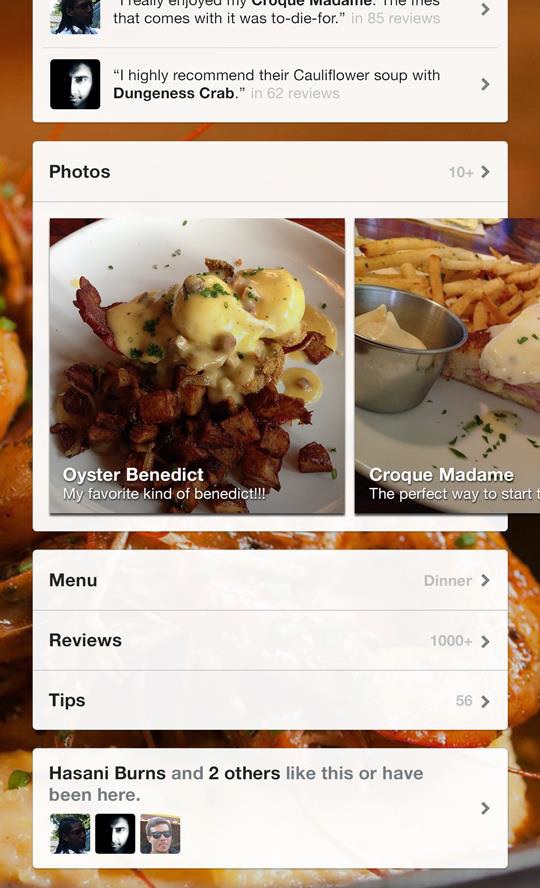 “I really enjoyed my Croque Madame. The fries
that comes with it was to-die-for.” in 85 reviews
“I highly recommend their Cauliflower soup with
Dungeness Crab.” in 62 reviews
Photos 10+
Oyster Benedict
My favorite kind of benedict!!!
Croque Madame
The perfect way to start t
Menu Dinner
Reviews 1000+
Tips 56
Hasani Burns and 2 others like this or have
been here.